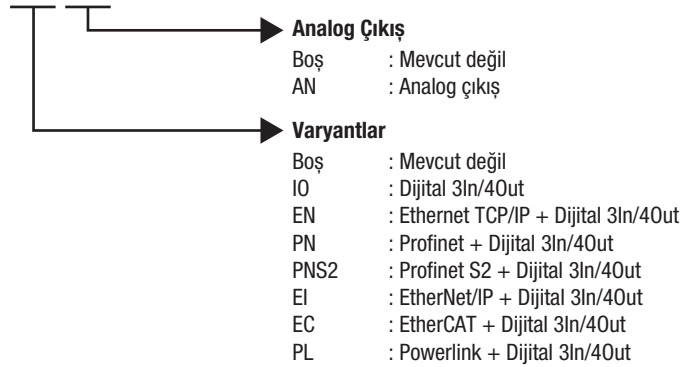 Analog Çıkış
Boş : Mevcut değil
AN : Analog çıkış
Varyantlar
Boş : Mevcut değil
IO : Dijital 3In/4Out
EN : Ethernet TCP/IP + Dijital 3In/4Out
PN : Profinet + Dijital 3In/4Out
PNS2 : Profinet S2 + Dijital 3In/4Out
EI : EtherNet/IP + Dijital 3In/4Out
EC : EtherCAT + Dijital 3In/4Out
PL : Powerlink + Dijital 3In/4Out